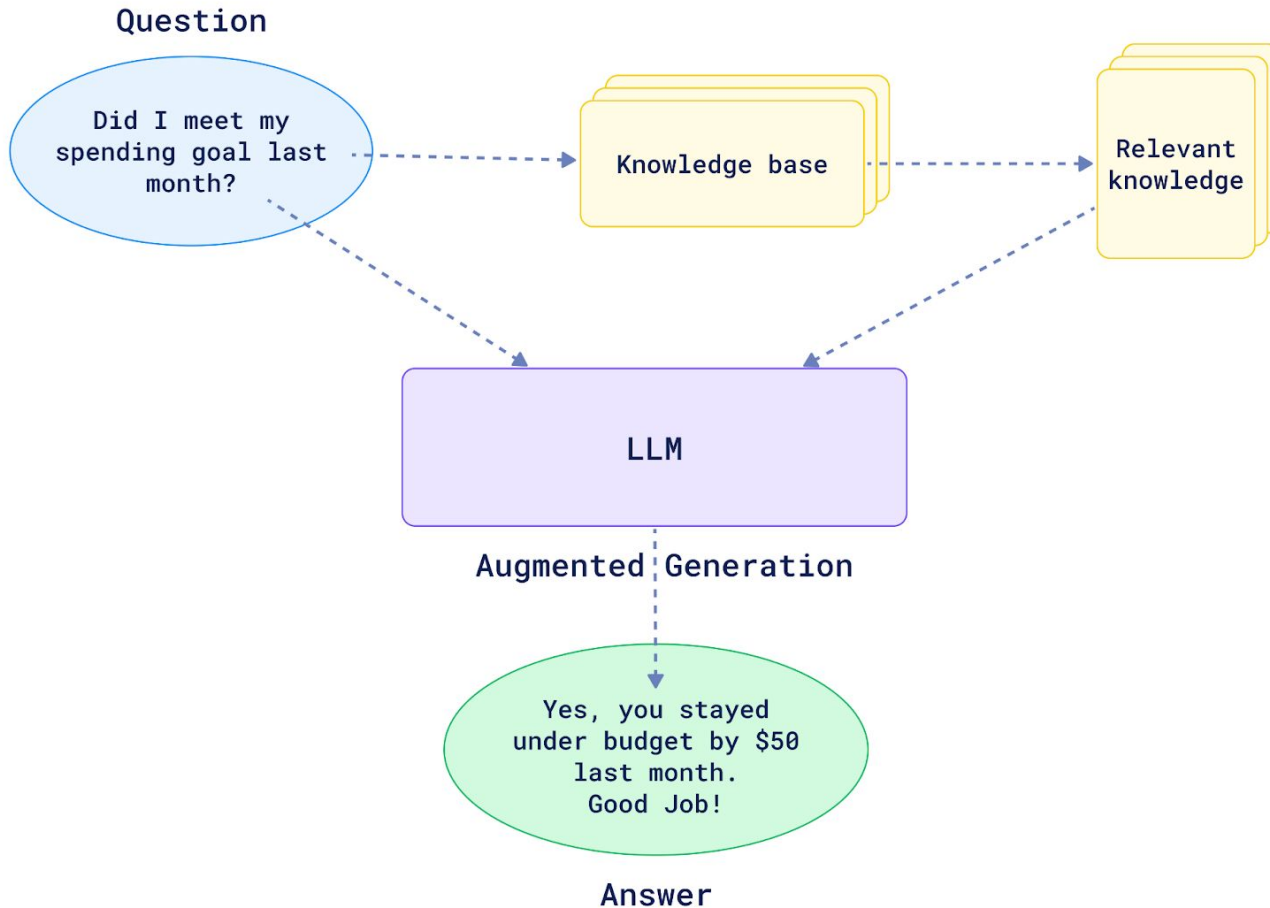 Question
Did I meet my
spending goal last
month?
Knowledge base
Relevant
knowledge
LLM
Augmented Generation
Yes, you stayed
under budget by $50
last month.
Good Job!
Answer